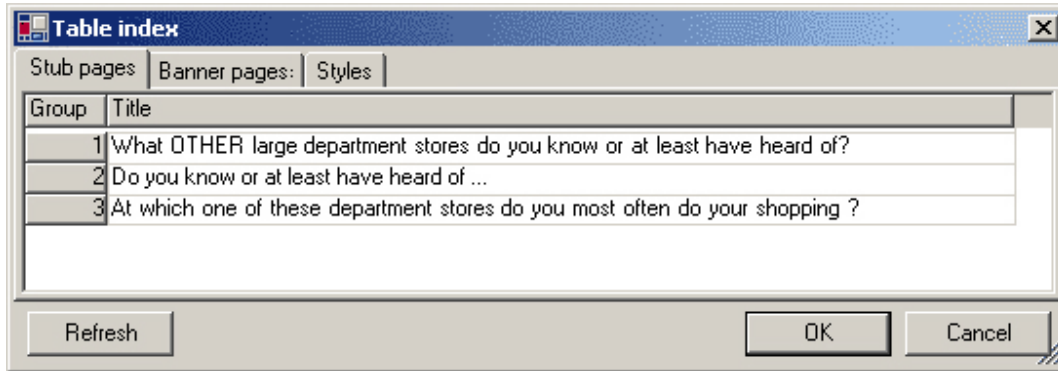 Table index
Stub pages Banner pages: Styles
Group Title
1 What OTHER large department stores do you know or at least have heard of?
2 Do you know or at least have heard of ...
3 At which one of these department stores do you most often do your shopping ?
Refresh OK Cancel